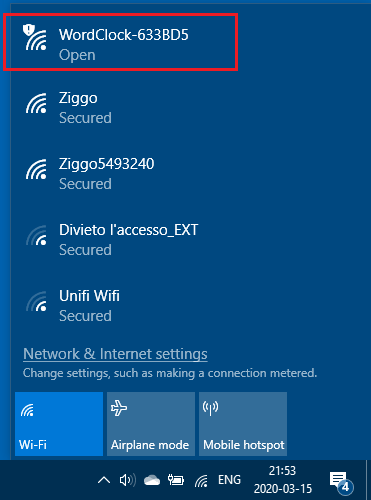 WordClock-633BD5
Open
Ziggo
Secured
Ziggo5493240
Secured
Divieto l'accesso_EXT
Secured
Unifi Wifi
Secured
Network & Internet settings
Change settings, such as making a connection metered.
Wi-Fi
Airplane mode
Mobile hotspot
ENG
21:53
2020-03-15
4